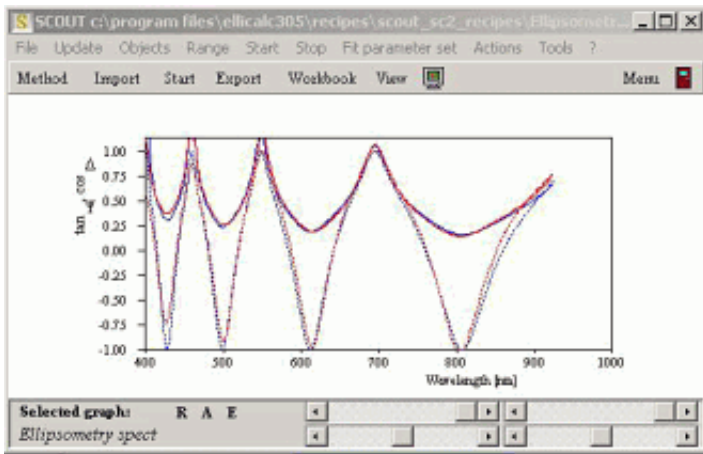 SCOUT c:\program files\ellicalc305\recipes\scout_sc2_recipes\Ellipsometr...
File Update Objects Range Start Stop Fit parameter set Actions Tools ?
Method Import Start Export Workbook View Menu
1.00
0.75
0.50
0.25
0.00
-0.25
-0.50
-0.75
-1.00
tan Ψ cos Δ
400 500 600 700 800 900 1000
Wavelength [nm]
Selected graph: R A E
Ellipsometry spect